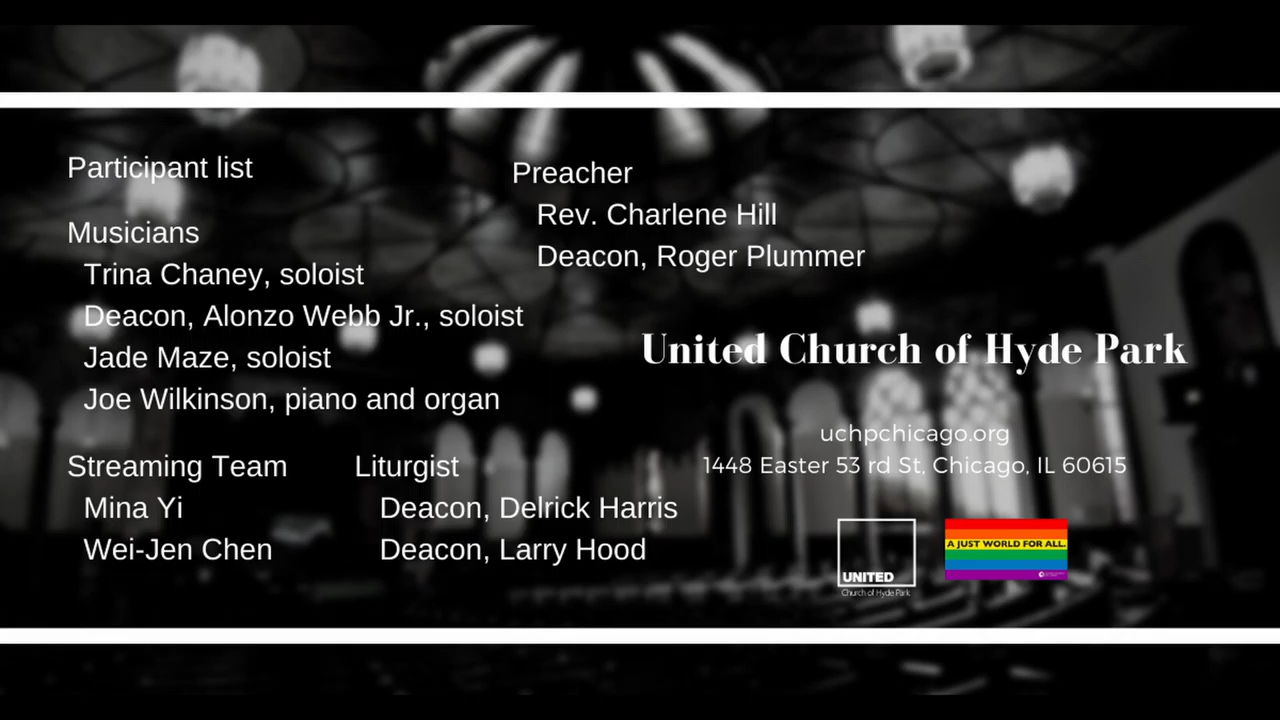 Participant list
Musicians
Trina Chaney, soloist
Deacon, Alonzo Webb Jr., soloist
Jade Maze, soloist
Joe Wilkinson, piano and organ
Streaming Team
Mina Yi
Wei-Jen Chen
Liturgist
Deacon, Delrick Harris
Deacon, Larry Hood
Preacher
Rev. Charlene Hill
Deacon, Roger Plummer
United Church of Hyde Park
uchpchicago.org
1448 Easter 53 rd St, Chicago, IL 60615
UNITED
Church of Hyde Park
A JUST WORLD FOR ALL.